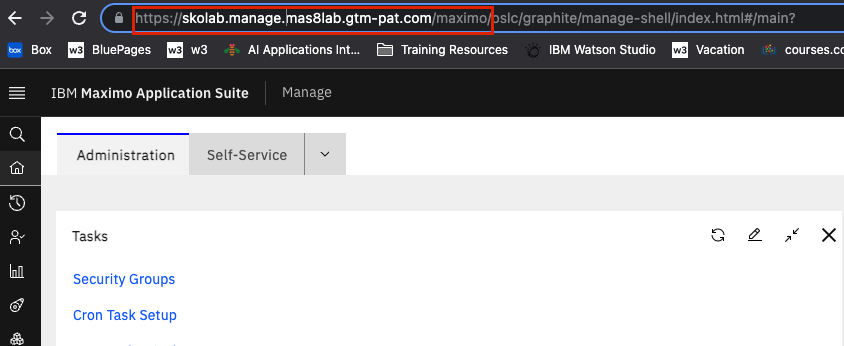 https://skolab.manage.mas8lab.gtm-pat.com/maximo/oslc/graphite/manage-shell/index.html#/main?
box Box w3 BluePages w3 w3 AI Applications Int... Training Resources IBM Watson Studio w3 Vacation courses.co
IBM Maximo Application Suite Manage
Administration Self-Service
Tasks
Security Groups
Cron Task Setup